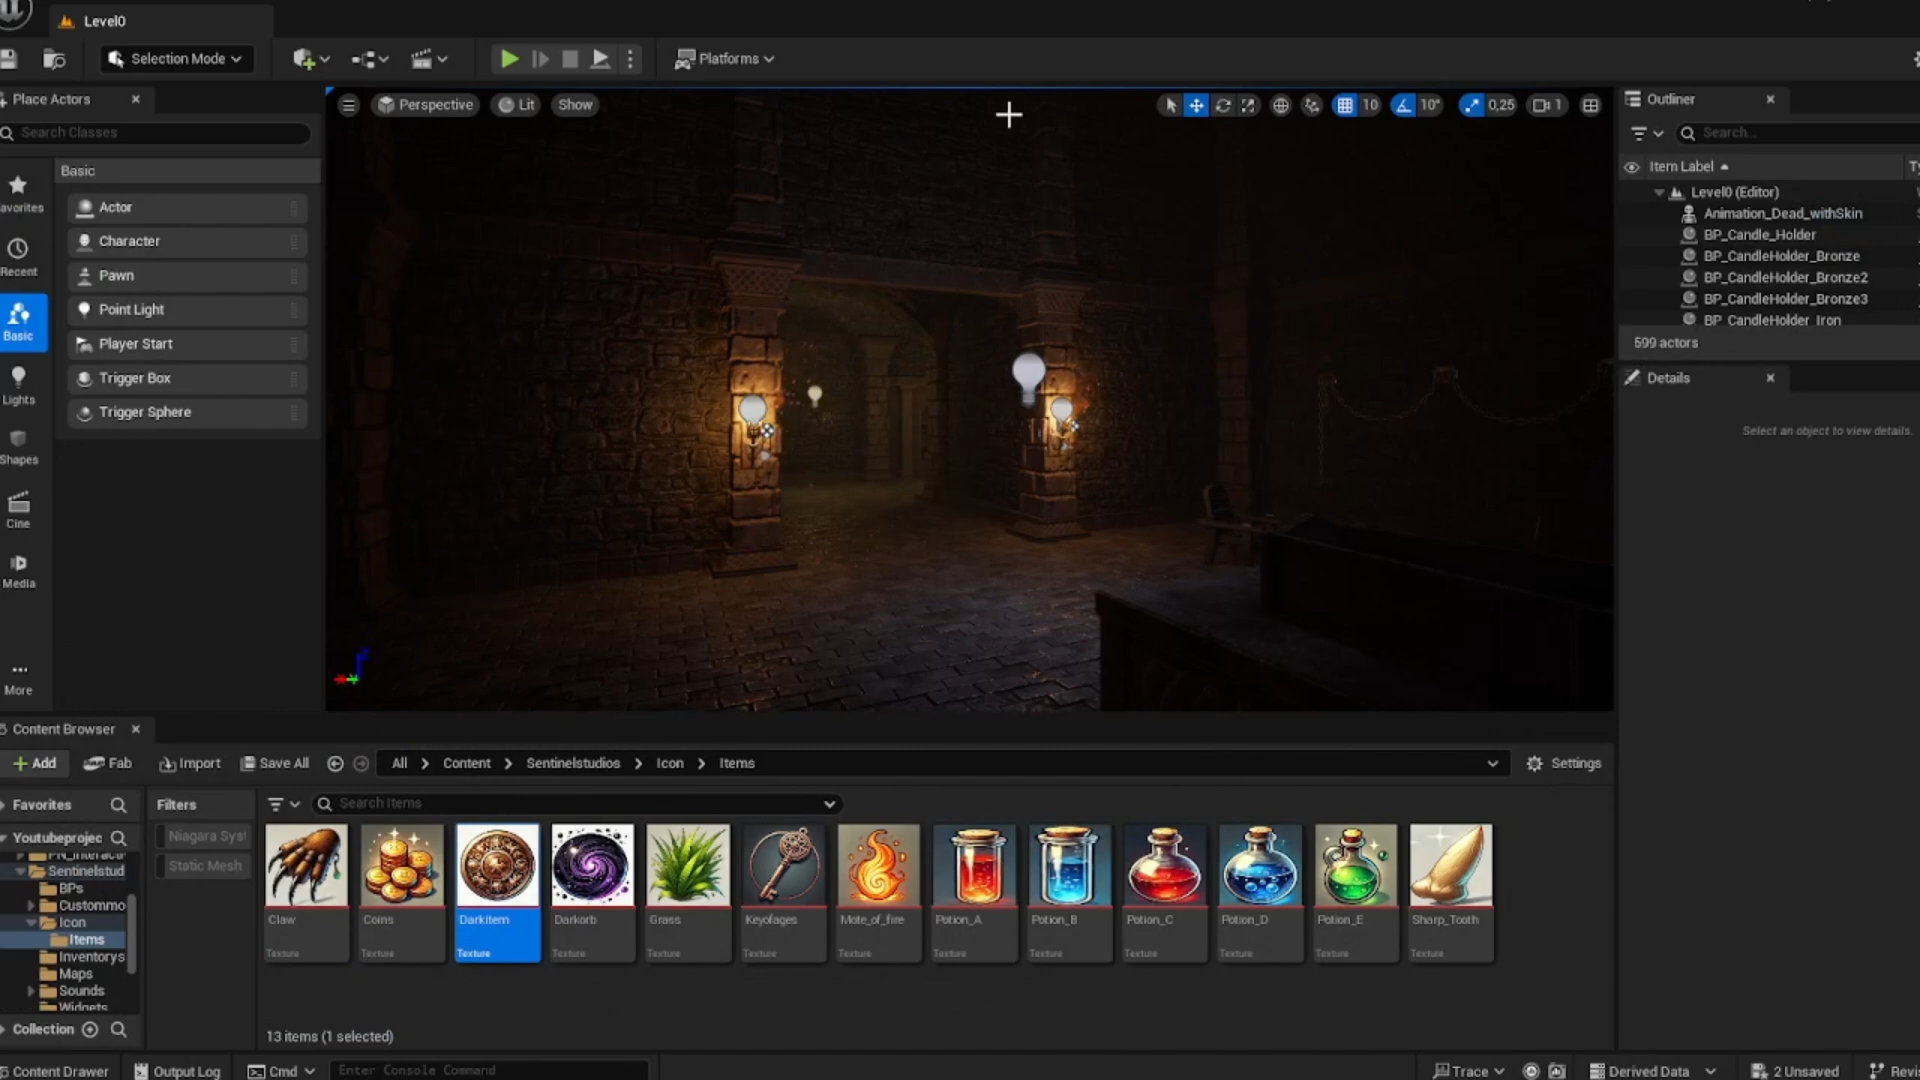 Level0
Selection Mode
Platforms
Place Actors
Search Classes
Basic
Actor
Character
Pawn
Point Light
Player Start
Trigger Box
Trigger Sphere
avorites
Recent
Basic
Lights
Shapes
Cine
Media
More
Perspective
Lit
Show
10
10°
0,25
1
Outliner
Search...
Item Label
Ty
Level0 (Editor)
Animation_Dead_withSkin
BP_Candle_Holder
BP_CandleHolder_Bronze
BP_CandleHolder_Bronze2
BP_CandleHolder_Bronze3
BP_CandleHolder_Iron
599 actors
Details
Select an object to view details.
Content Browser
Add
Fab
Import
Save All
All > Content > Sentinelstudios > Icon > Items
Settings
Favorites
Youtubeprojec
Sentinelstud
BPs
Custommo
Icon
Items
Inventorys
Maps
Sounds
Widgets
Collection
Filters
Niagara Syst
Static Mesh
Search Items
Claw
Texture
Coins
Texture
Darkitem
Texture
Darkorb
Texture
Grass
Texture
Keyofages
Texture
Mote_of_fire
Texture
Potion_A
Texture
Potion_B
Texture
Potion_C
Texture
Potion_D
Texture
Potion_E
Texture
Sharp_Tooth
Texture
13 items (1 selected)
Content Drawer
Output Log
Cmd
Enter Console Command
Trace
Derived Data
2 Unsaved
Revi